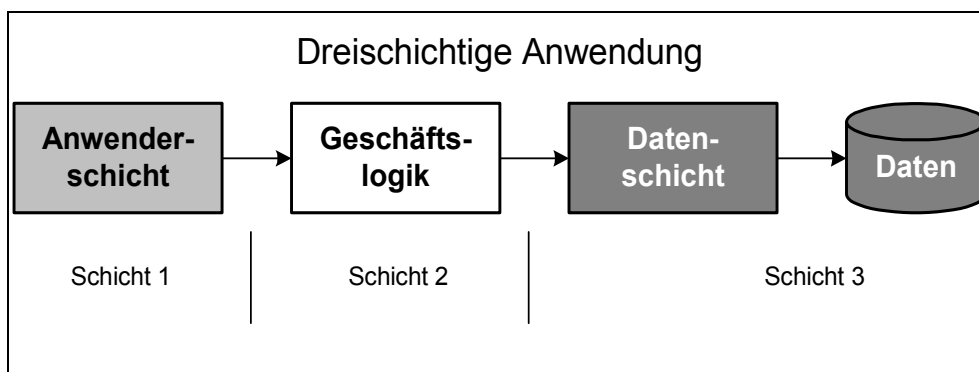 Dreischichtige Anwendung
Anwender-
schicht
Geschäfts-
logik
Daten-
schicht
Daten
Schicht 1
Schicht 2
Schicht 3